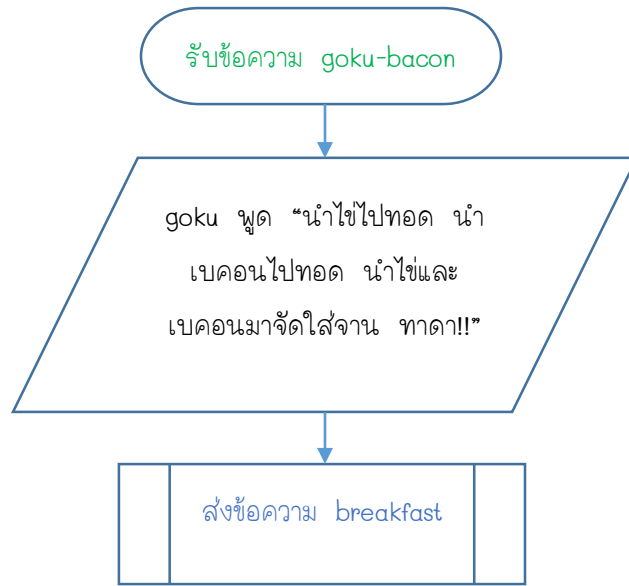 รับข้อความ goku-bacon
goku พูด “นำไข่ไปทอด นำ
เบคอนไปทอด นำไข่และ
เบคอนมาจัดใส่จาน ทาดา!!”
ส่งข้อความ breakfast